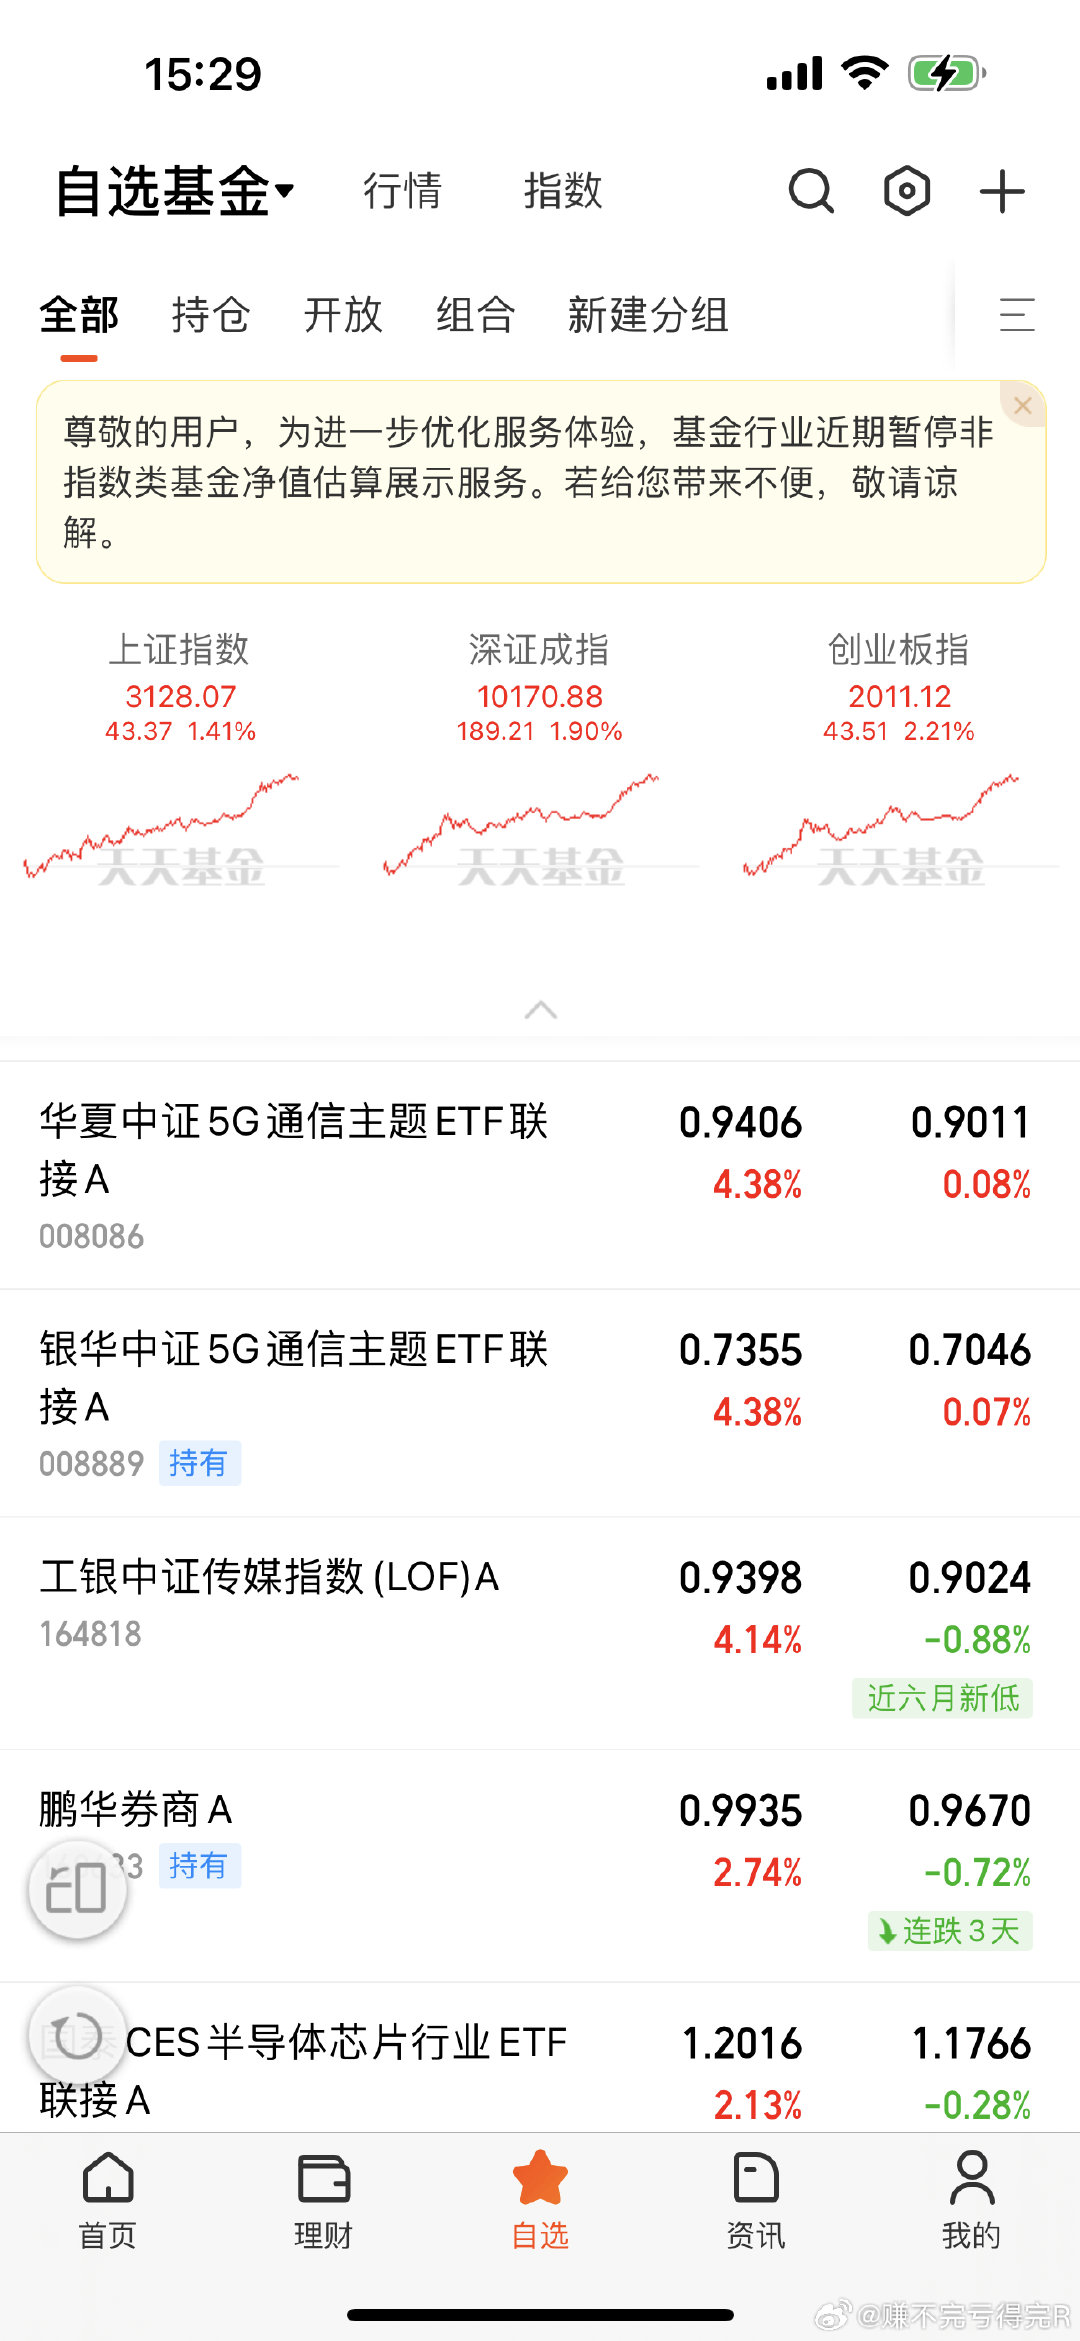 15:29
自选基金 行情 指数
全部 持仓 开放 组合 新建分组
尊敬的用户，为进一步优化服务体验，基金行业近期暂停非
指数类基金净值估算展示服务。若给您带来不便，敬请谅
解。
上证指数 深证成指 创业板指
3128.07 10170.88 2011.12
43.37 1.41% 189.21 1.90% 43.51 2.21%
天天基金 天天基金 天天基金
华夏中证5G通信主题ETF联 0.9406 0.9011
接A 4.38% 0.08%
008086
银华中证5G通信主题ETF联 0.7355 0.7046
接A 4.38% 0.07%
008889 持有
工银中证传媒指数(LOF)A 0.9398 0.9024
164818 4.14% -0.88%
近六月新低
鹏华券商A 0.9935 0.9670
持有 2.74% -0.72%
连跌3天
国泰CES半导体芯片行业ETF 1.2016 1.1766
联接A 2.13% -0.28%
首页 理财 自选 资讯 我的
@赚不完亏得完R